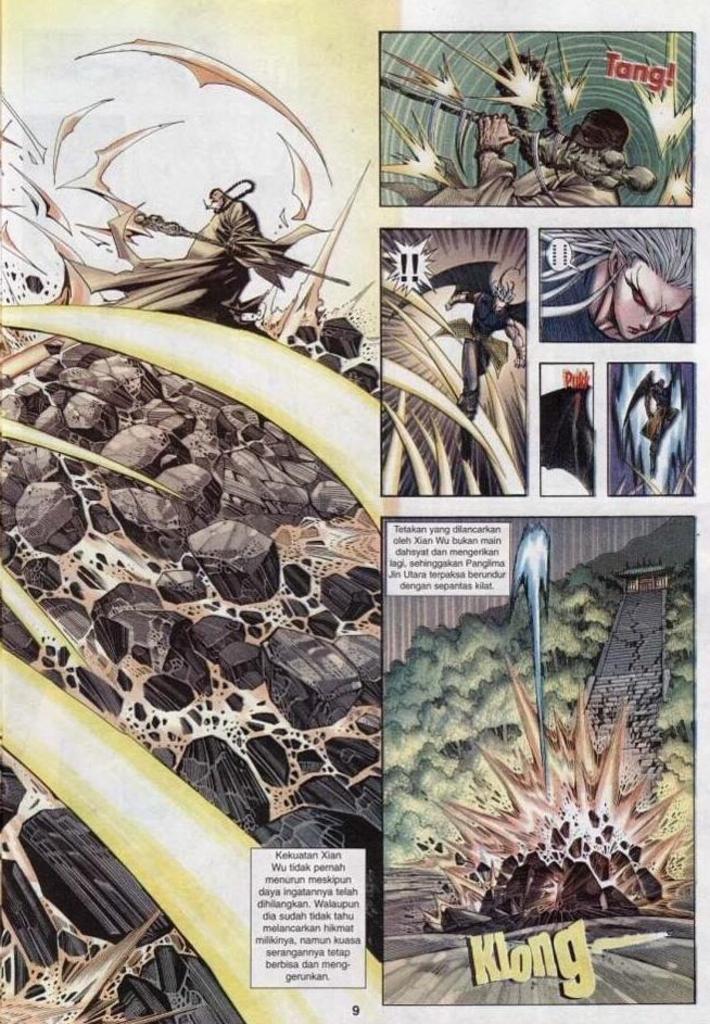 Tang!
!!
Pukk
Tetakan yang dilancarkan
oleh Xian Wu bukan main
dahsyat dan mengerikan
lagi, sehinggakan Panglima
Jin Utara terpaksa berundur
dengan sepantas kilat.
Kekuatan Xian
Wu tidak pernah
menurun meskipun
daya ingatannya telah
dihilangkan. Walaupun
dia sudah tidak tahu
melancarkan hikmat
milikinya, namun kuasa
serangannya tetap
berbisa dan meng-
gerunkan.
Klong
9